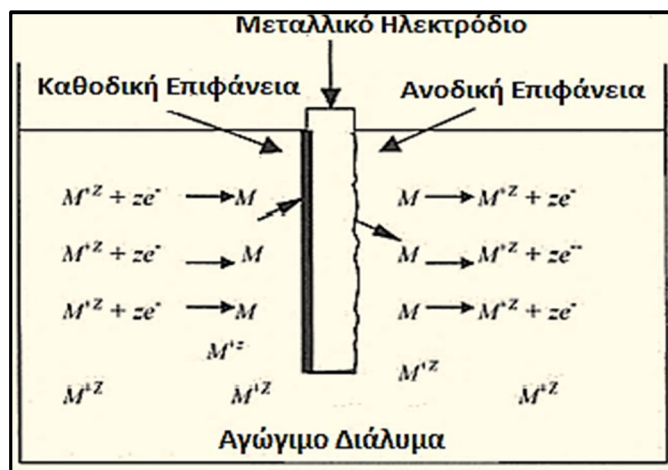 Μεταλλικό Ηλεκτρόδιο
Καθοδική Επιφάνεια
Ανοδική Επιφάνεια
M⁺ᶻ + ze⁻ → M
M → M⁺ᶻ + ze⁻
M⁺ᶻ + ze⁻ → M
M → M⁺ᶻ + ze⁻
M⁺ᶻ + ze⁻ → M
M → M⁺ᶻ + ze⁻
M⁺ᶻ
M⁺ᶻ
M⁺ᶻ
M⁺ᶻ
M⁺ᶻ
Αγώγιμο Διάλυμα